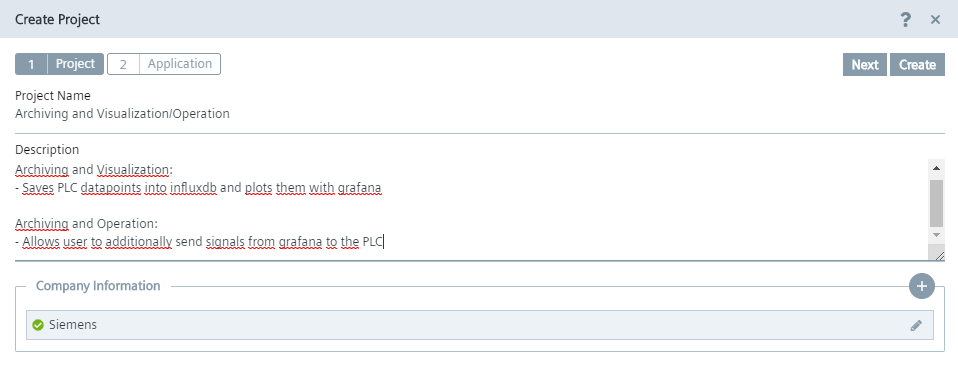 Create Project
?
1 Project 2 Application Next Create
Project Name
Archiving and Visualization/Operation
Description
Archiving and Visualization:
- Saves PLC datapoints into influxdb and plots them with grafana
Archiving and Operation:
- Allows user to additionally send signals from grafana to the PLC
Company Information
Siemens